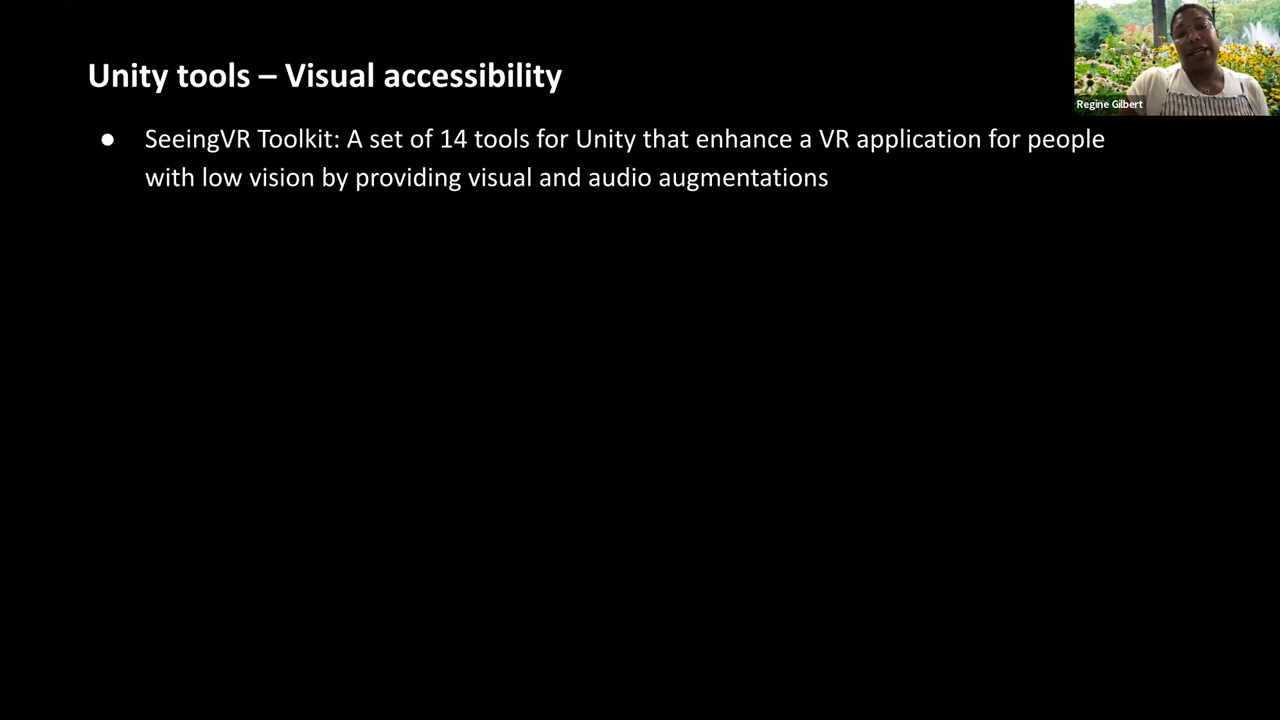 Unity tools – Visual accessibility
Regine Gilbert
● SeeingVR Toolkit: A set of 14 tools for Unity that enhance a VR application for people
with low vision by providing visual and audio augmentations